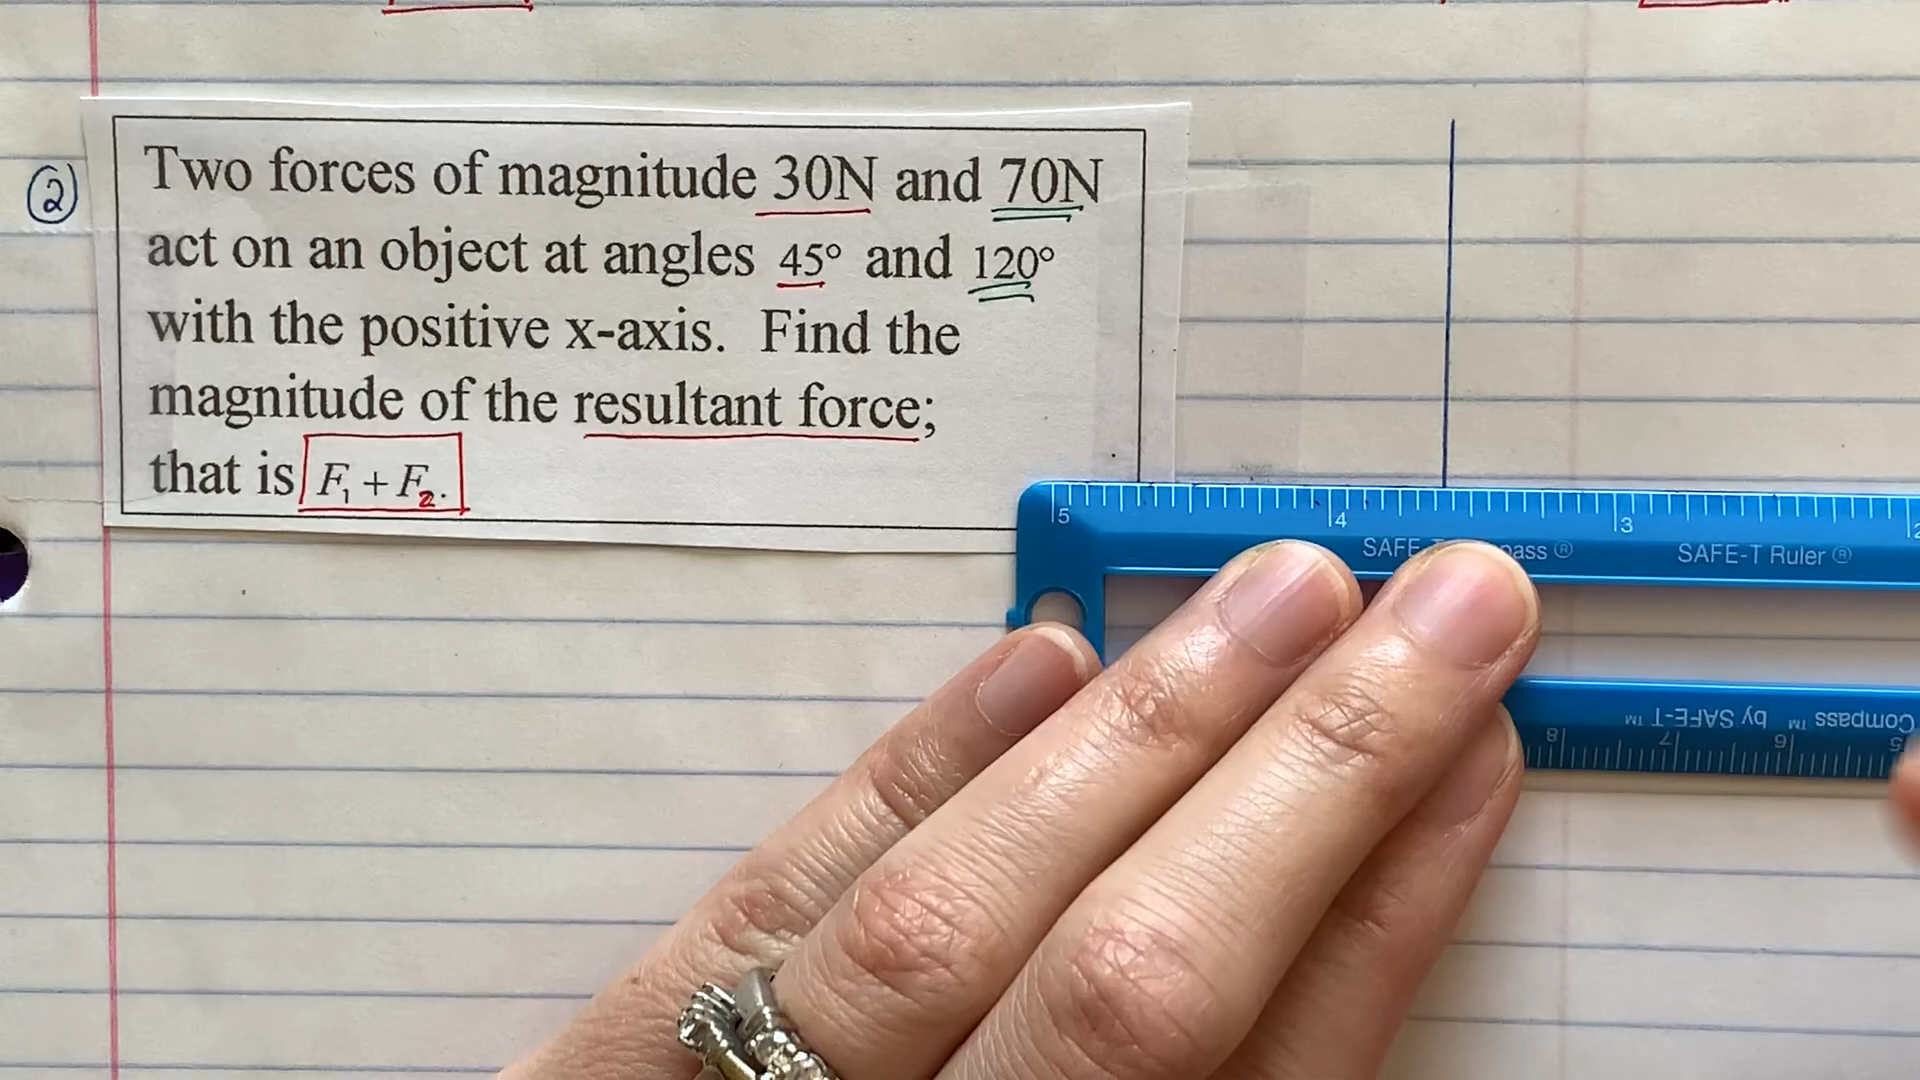 ② Two forces of magnitude 30N and 70N
act on an object at angles 45° and 120°
with the positive x-axis. Find the
magnitude of the resultant force;
that is F₁ + F₂.
5 4 3 2
SAFE-T Ruler ®
Compass ™ by SAFE-T ™
8 7 6 5